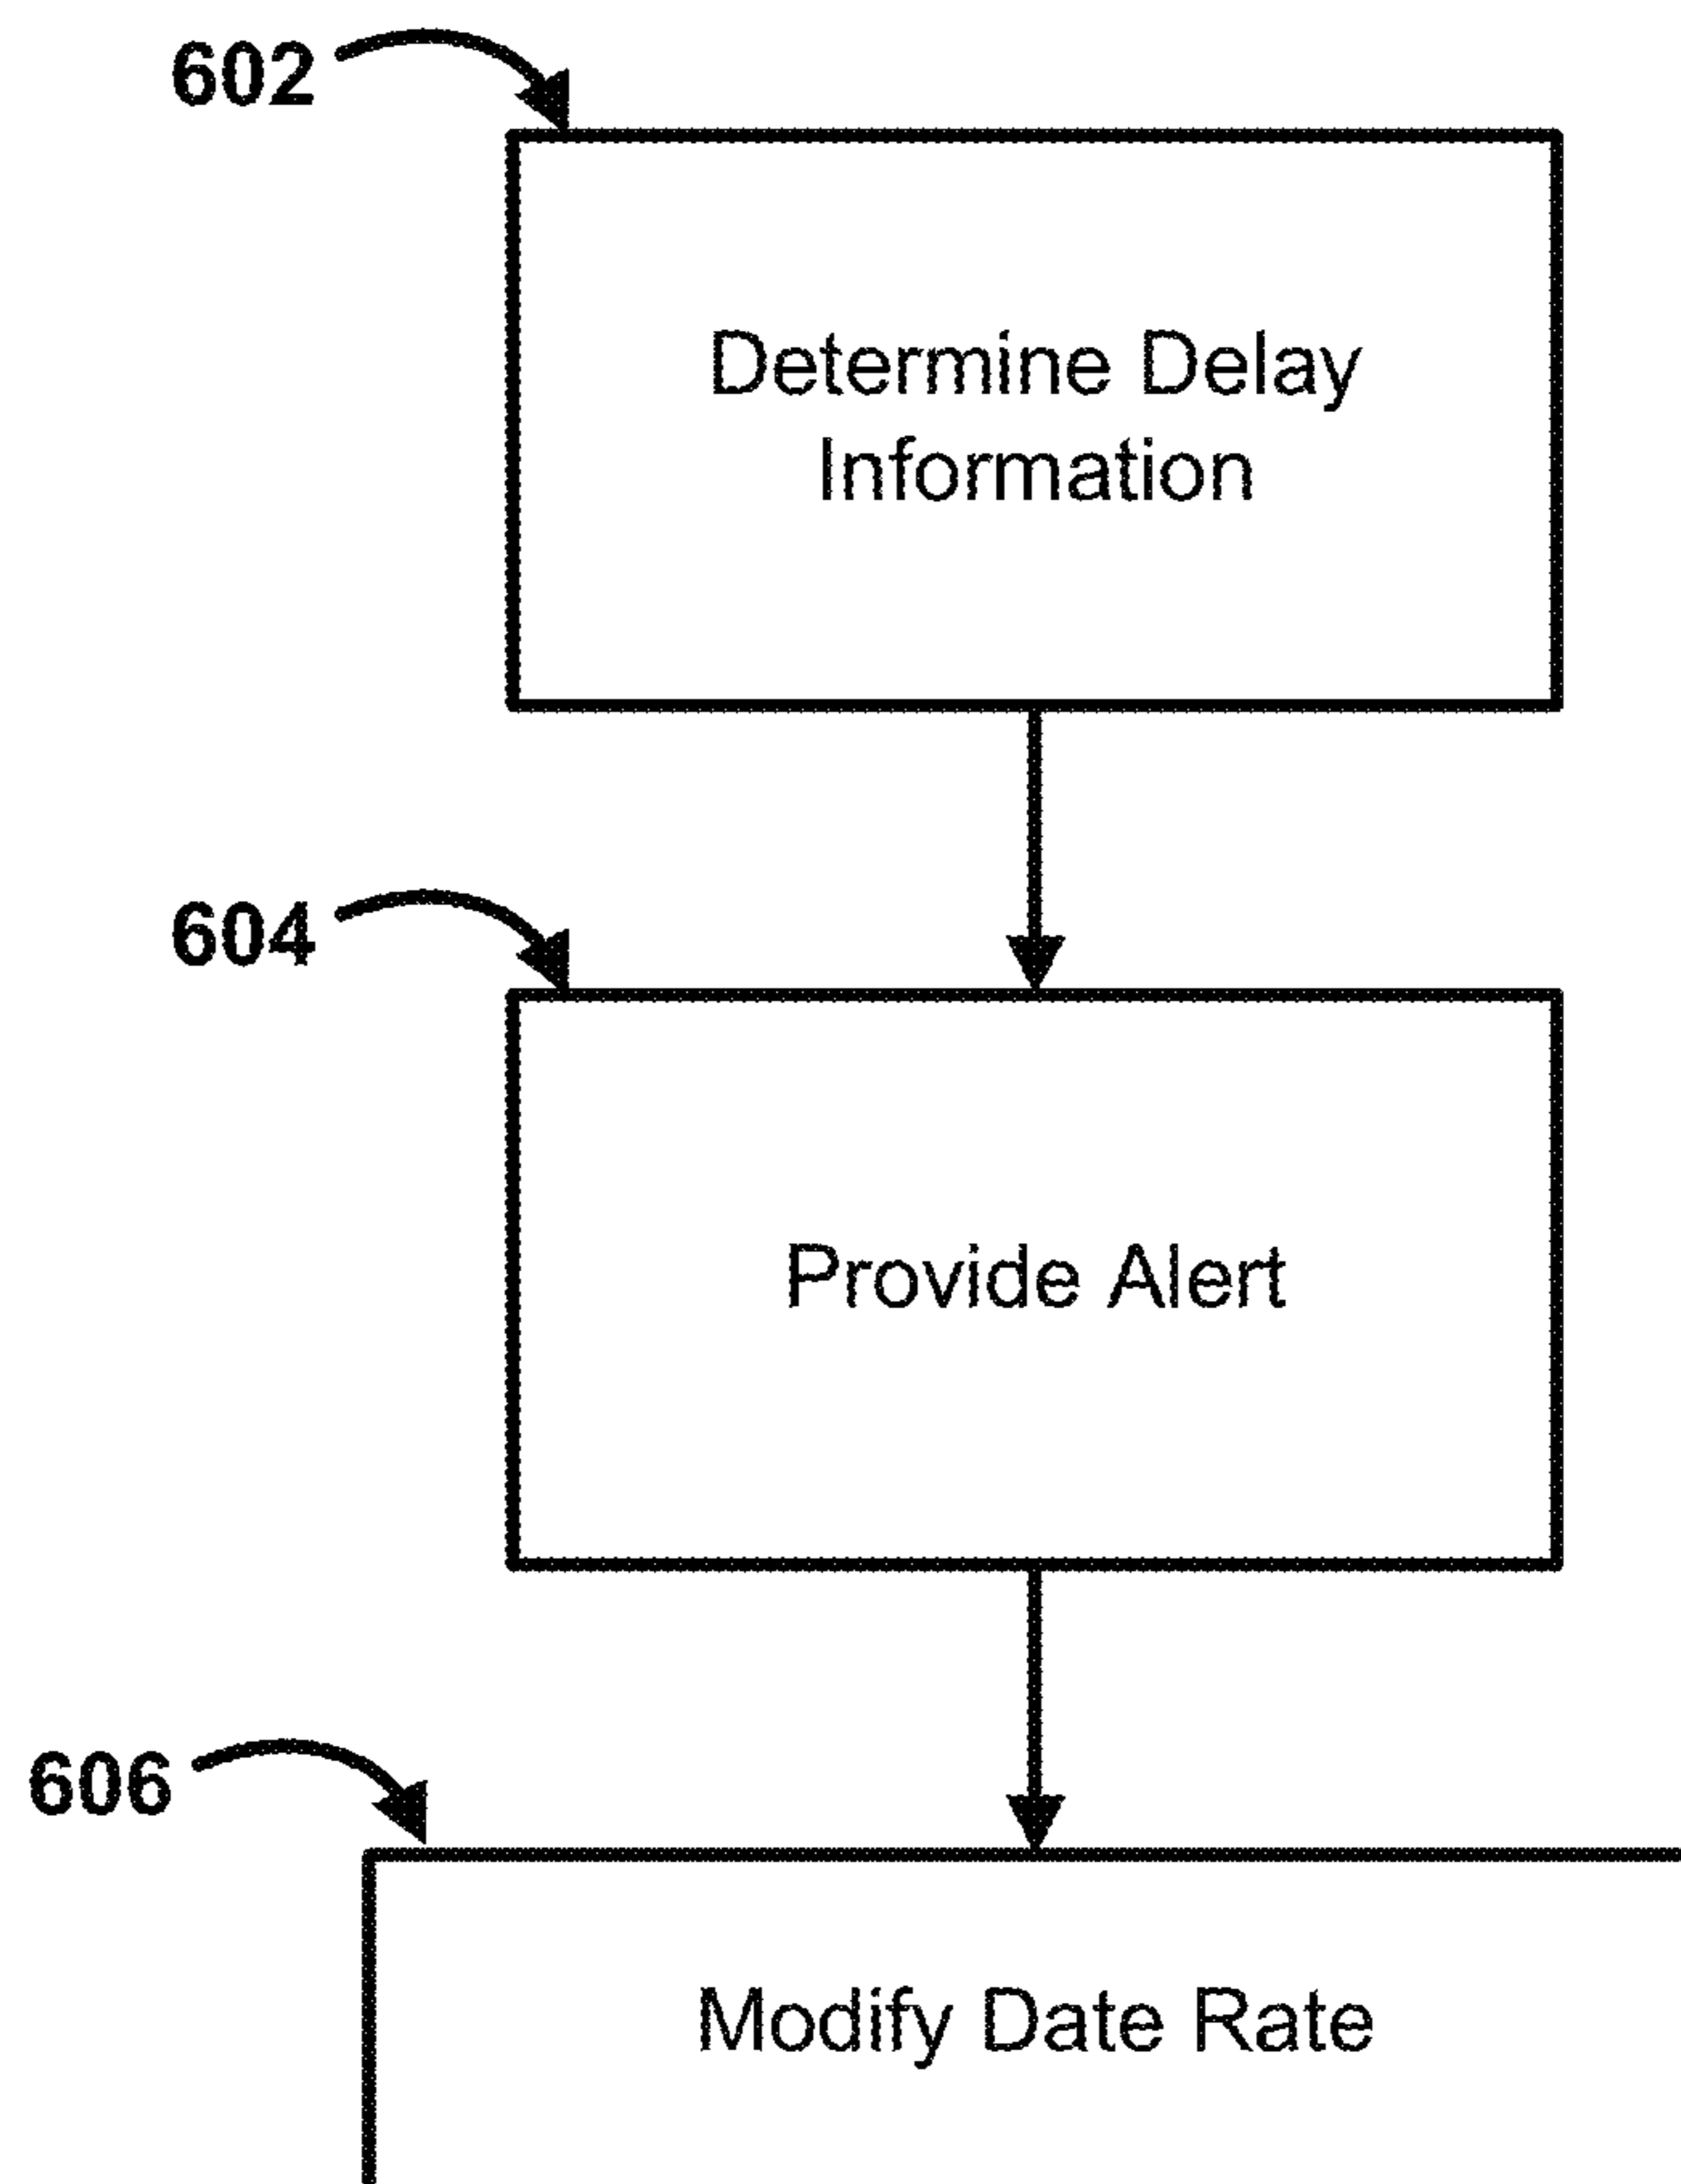 602
Determine Delay
Information
604
Provide Alert
606
Modify Date Rate